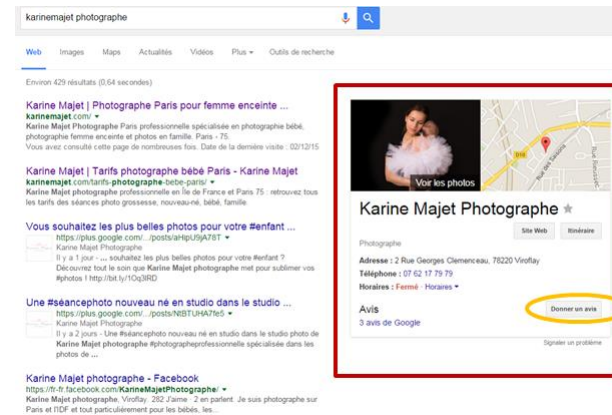 karinemajet photographe
Web Images Maps Actualités Vidéos Plus Outils de recherche
Environ 429 résultats (0,64 secondes)
Karine Majet | Photographe Paris pour femme enceinte ...
karinemajet.com/
Karine Majet Photographe Paris professionnelle spécialisée en photographie bébé,
photographie femme enceinte et photos en famille. Paris - 75.
Vous avez consulté cette page de nombreuses fois. Date de la dernière visite : 02/12/15
Karine Majet | Tarifs photographe bébé Paris - Karine Majet
karinemajet.com/tarifs-photographe-bebe-paris/
Karine Majet photographe professionnelle en Île de France et Paris 75 : retrouvez tous
les tarifs des séances photo grossesse, nouveau-né, bébé, famille.
Vous souhaitez les plus belles photos pour votre #enfant ...
https://plus.google.com/.../posts/aHipU9jA78T
Karine Majet Photographe
Il y a 1 jour - ... souhaitez les plus belles photos pour votre #enfant ?
Découvrez tout le soin que Karine Majet photographe met pour sublimer vos
#photos ! http://bit.ly/1Oq3IRD
Une #séancephoto nouveau né en studio dans le studio ...
https://plus.google.com/.../posts/NtBTUHA7fe5
Karine Majet Photographe
Il y a 2 jours - Une #séancephoto nouveau né en studio dans le studio photo de
Karine Majet photographe #photographeprofessionnelle spécialisée dans les
photos de ...
Karine Majet photographe - Facebook
https://fr-fr.facebook.com/KarineMajetPhotographe/
Karine Majet photographe, Viroflay. 282 J'aime · 2 en parlent. Je suis photographe sur
Paris et l'IDF et tout particulièrement pour les bébés, les...
Voir les photos
D10
Rue des Tassons
Rue Rieussec
Karine Majet Photographe
Site Web Itinéraire
Photographe
Adresse : 2 Rue Georges Clemenceau, 78220 Viroflay
Téléphone : 07 62 17 79 79
Horaires : Fermé · Horaires
Avis Donner un avis
3 avis de Google
Signaler un problème